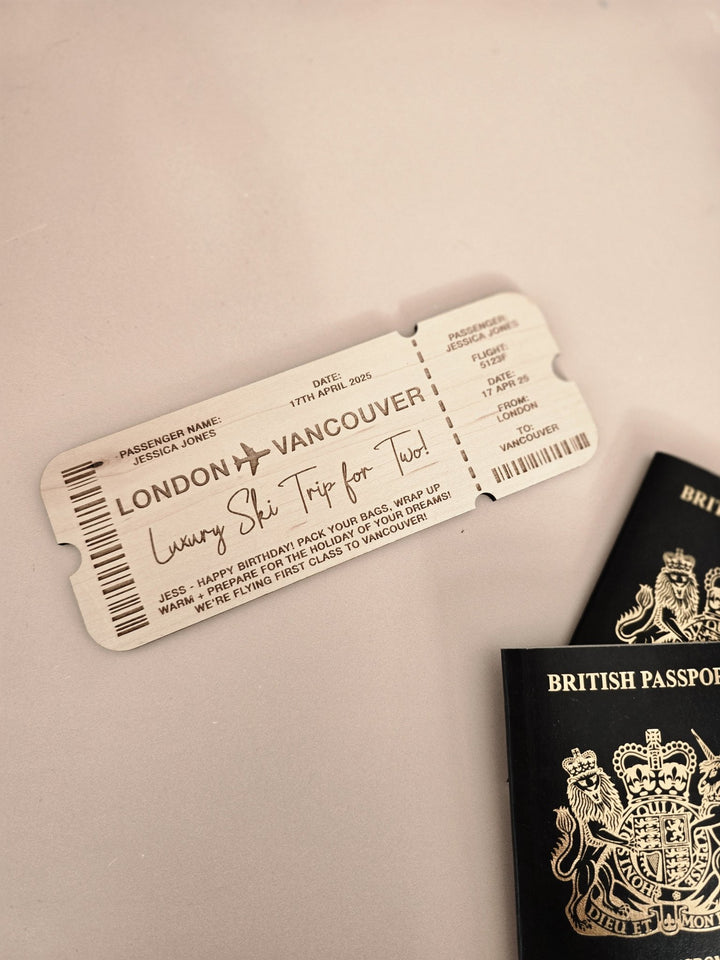 PASSENGER NAME:
JESSICA JONES
DATE:
17TH APRIL 2025
LONDON VANCOUVER
Luxury Ski Trip for Two!
JESS - HAPPY BIRTHDAY! PACK YOUR BAGS, WRAP UP
WARM + PREPARE FOR THE HOLIDAY OF YOUR DREAMS!
WE'RE FLYING FIRST CLASS TO VANCOUVER!
PASSENGER:
JESSICA JONES
FLIGHT:
5123F
DATE:
17 APR 25
FROM:
LONDON
TO:
VANCOUVER
BRIT
BRITISH PASSPOR
DIEU ET MON